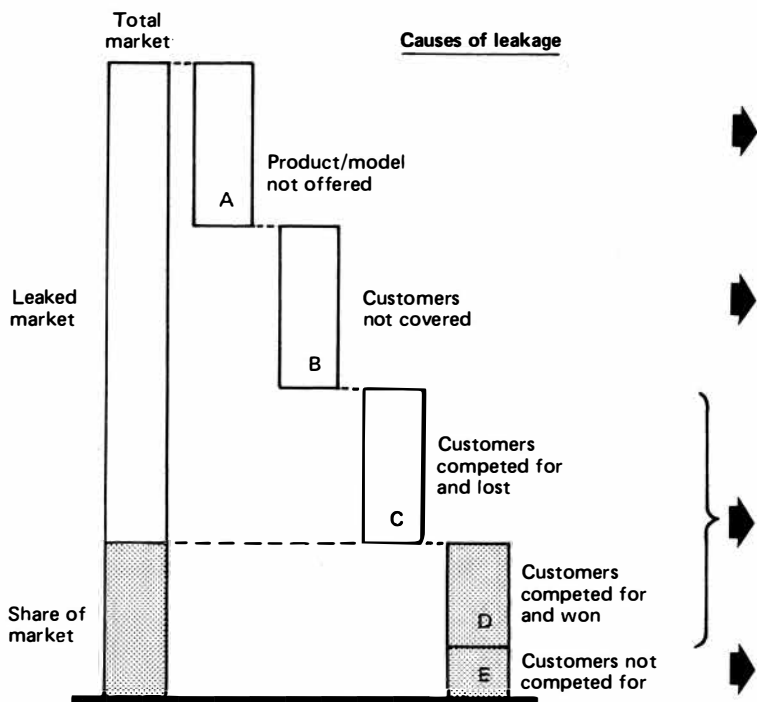 Total
market
Causes of leakage
Product/model
not offered
A
Leaked
market
Customers
not covered
B
Customers
competed for
and lost
C
Share of
market
Customers
competed for
and won
D
Customers not
competed for
E